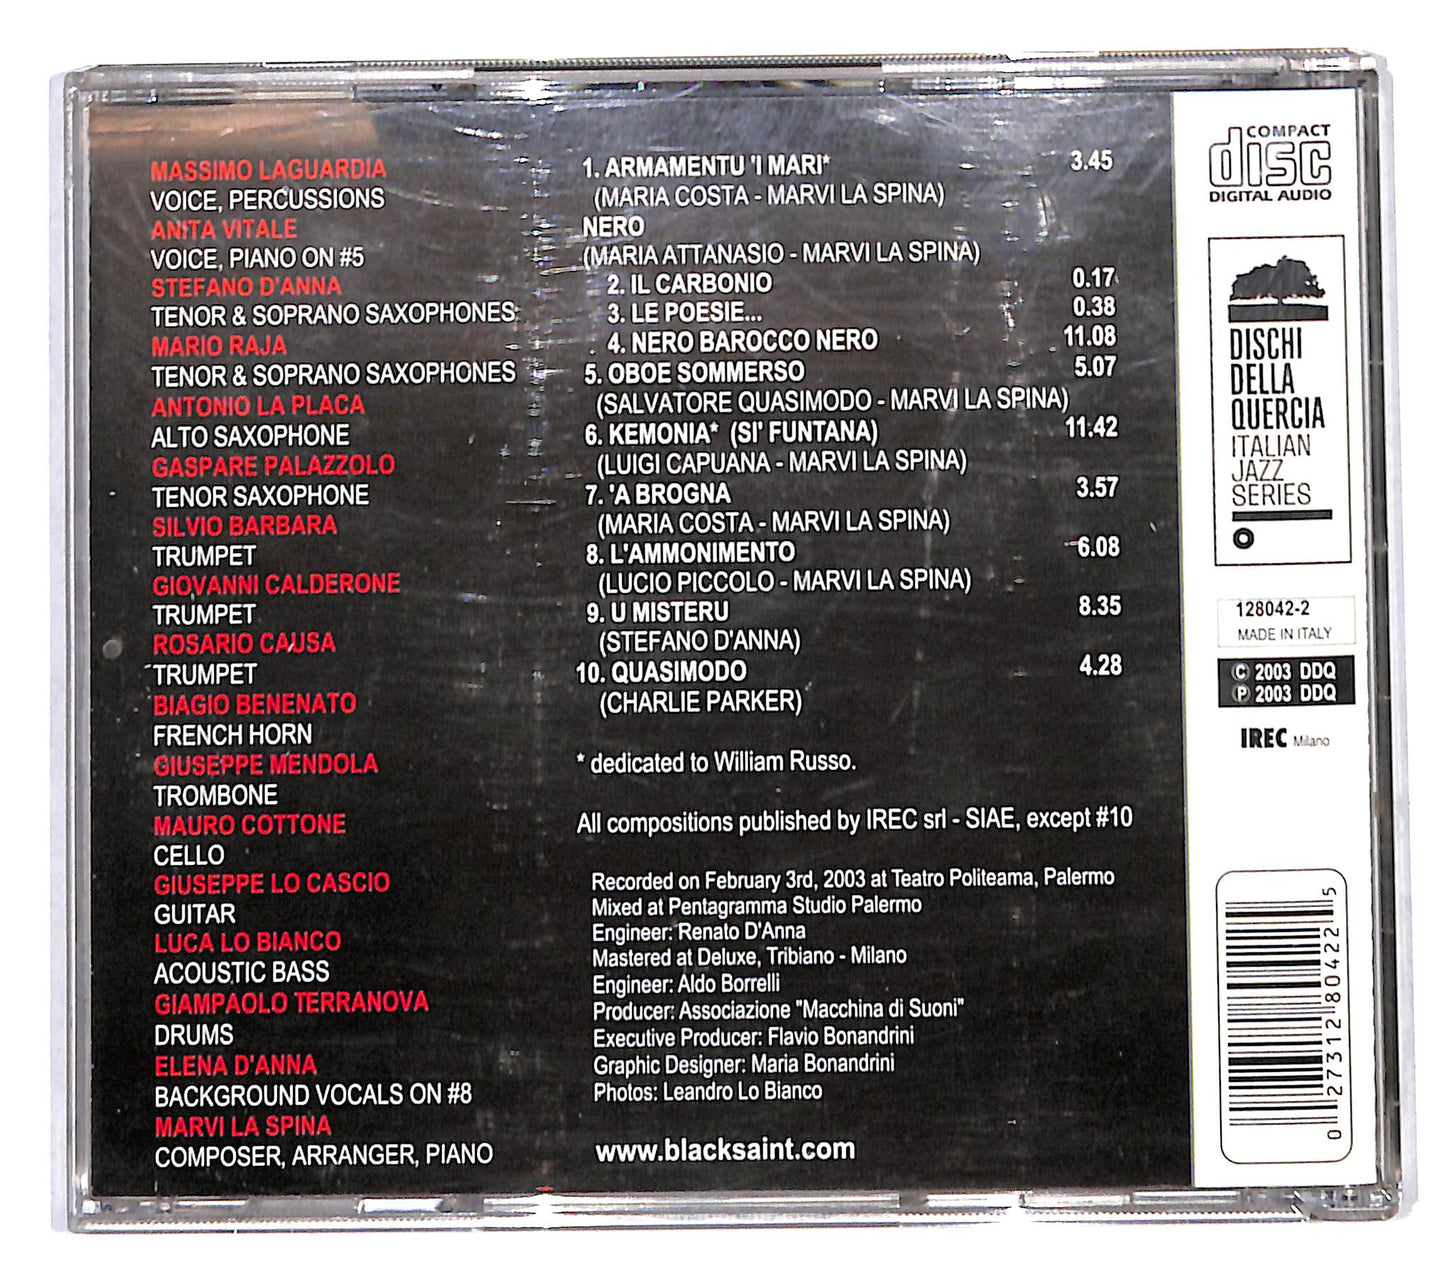 MASSIMO LAGUARDIA
VOICE, PERCUSSIONS
ANITA VITALE
VOICE, PIANO ON #5
STEFANO D'ANNA
TENOR & SOPRANO SAXOPHONES
MARIO RAJA
TENOR & SOPRANO SAXOPHONES
ANTONIO LA PLACA
ALTO SAXOPHONE
GASPARE PALAZZOLO
TENOR SAXOPHONE
SILVIO BARBARA
TRUMPET
GIOVANNI CALDERONE
TRUMPET
ROSARIO CAUSA
TRUMPET
BIAGIO BENENATO
FRENCH HORN
GIUSEPPE MENDOLA
TROMBONE
MAURO COTTONE
CELLO
GIUSEPPE LO CASCIO
GUITAR
LUCA LO BIANCO
ACOUSTIC BASS
GIAMPAOLO TERRANOVA
DRUMS
ELENA D'ANNA
BACKGROUND VOCALS ON #8
MARVI LA SPINA
COMPOSER, ARRANGER, PIANO
1. ARMAMENTU 'I MARI* 3.45
(MARIA COSTA - MARVI LA SPINA)
NERO
(MARIA ATTANASIO - MARVI LA SPINA)
2. IL CARBONIO 0.17
3. LE POESIE... 0.38
4. NERO BAROCCO NERO 11.08
5. OBOE SOMMERSO 5.07
(SALVATORE QUASIMODO - MARVI LA SPINA)
6. KEMONIA* (SI' FUNTANA) 11.42
(LUIGI CAPUANA - MARVI LA SPINA)
7. 'A BROGNA 3.57
(MARIA COSTA - MARVI LA SPINA)
8. L'AMMONIMENTO 6.08
(LUCIO PICCOLO - MARVI LA SPINA)
9. U MISTERU 8.35
(STEFANO D'ANNA)
10. QUASIMODO 4.28
(CHARLIE PARKER)
* dedicated to William Russo.
All compositions published by IREC srl - SIAE, except #10
Recorded on February 3rd, 2003 at Teatro Politeama, Palermo
Mixed at Pentagramma Studio Palermo
Engineer: Renato D'Anna
Mastered at Deluxe, Tribiano - Milano
Engineer: Aldo Borrelli
Producer: Associazione "Macchina di Suoni"
Executive Producer: Flavio Bonandrini
Graphic Designer: Maria Bonandrini
Photos: Leandro Lo Bianco
www.blacksaint.com
COMPACT
disc
DIGITAL AUDIO
DISCHI
DELLA
QUERCIA
ITALIAN
JAZZ
SERIES
128042-2
MADE IN ITALY
© 2003 DDQ
℗ 2003 DDQ
IREC Milano
0 27312 80422 5